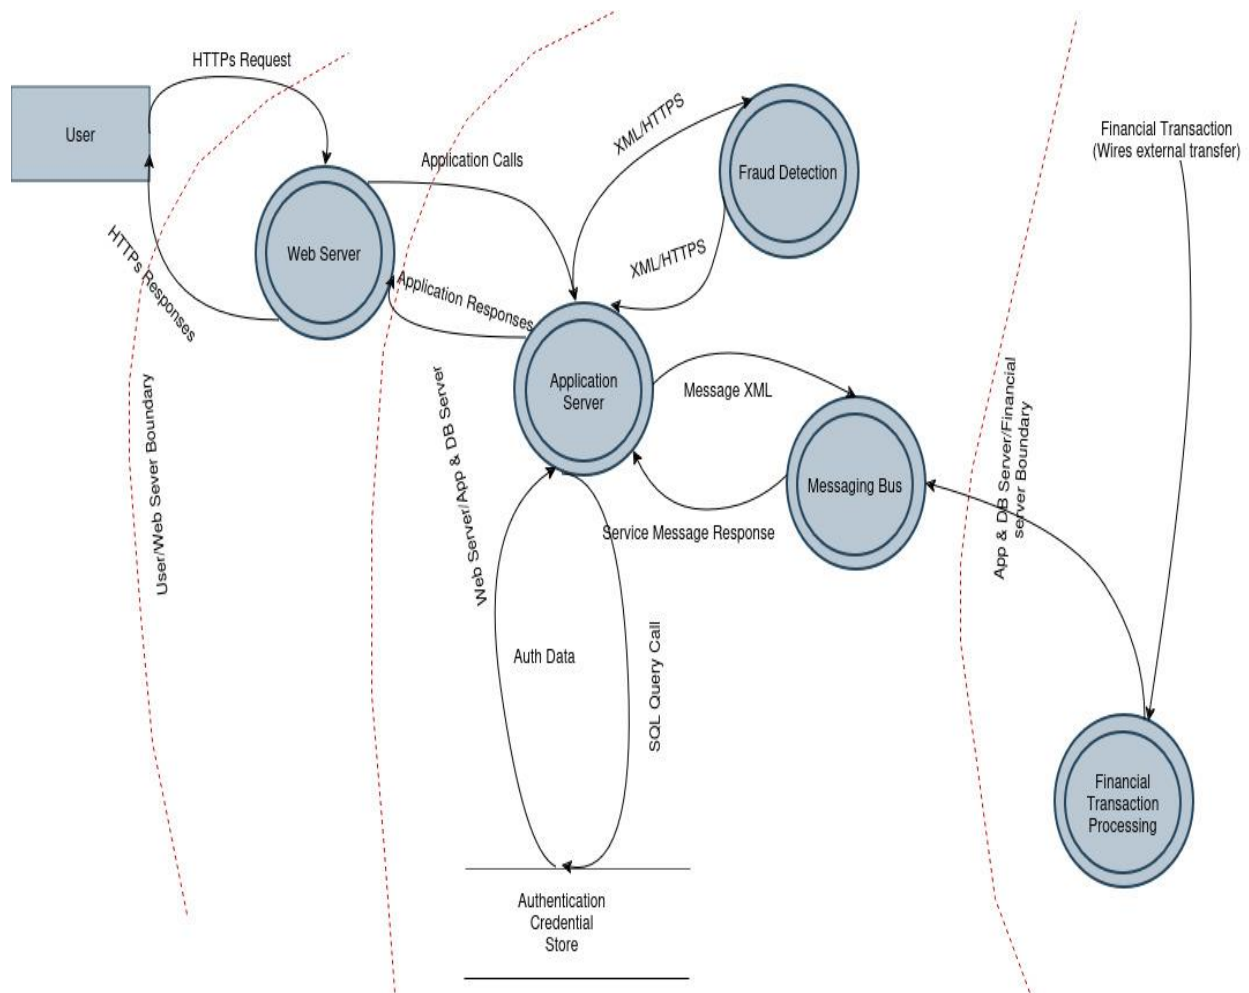 HTTPs Request
User
Application Calls
XML/HTTPS
Fraud Detection
Financial Transaction
(Wires external transfer)
Web Server
HTTPs Responses
XML/HTTPS
Application Responses
Application
Server
Message XML
Messaging Bus
Service Message Response
User/Web Sever Boundary
Web Server/App & DB Server
App & DB Server/Financial
server Boundary
Auth Data
SQL Query Call
Financial
Transaction
Processing
Authentication
Credential
Store